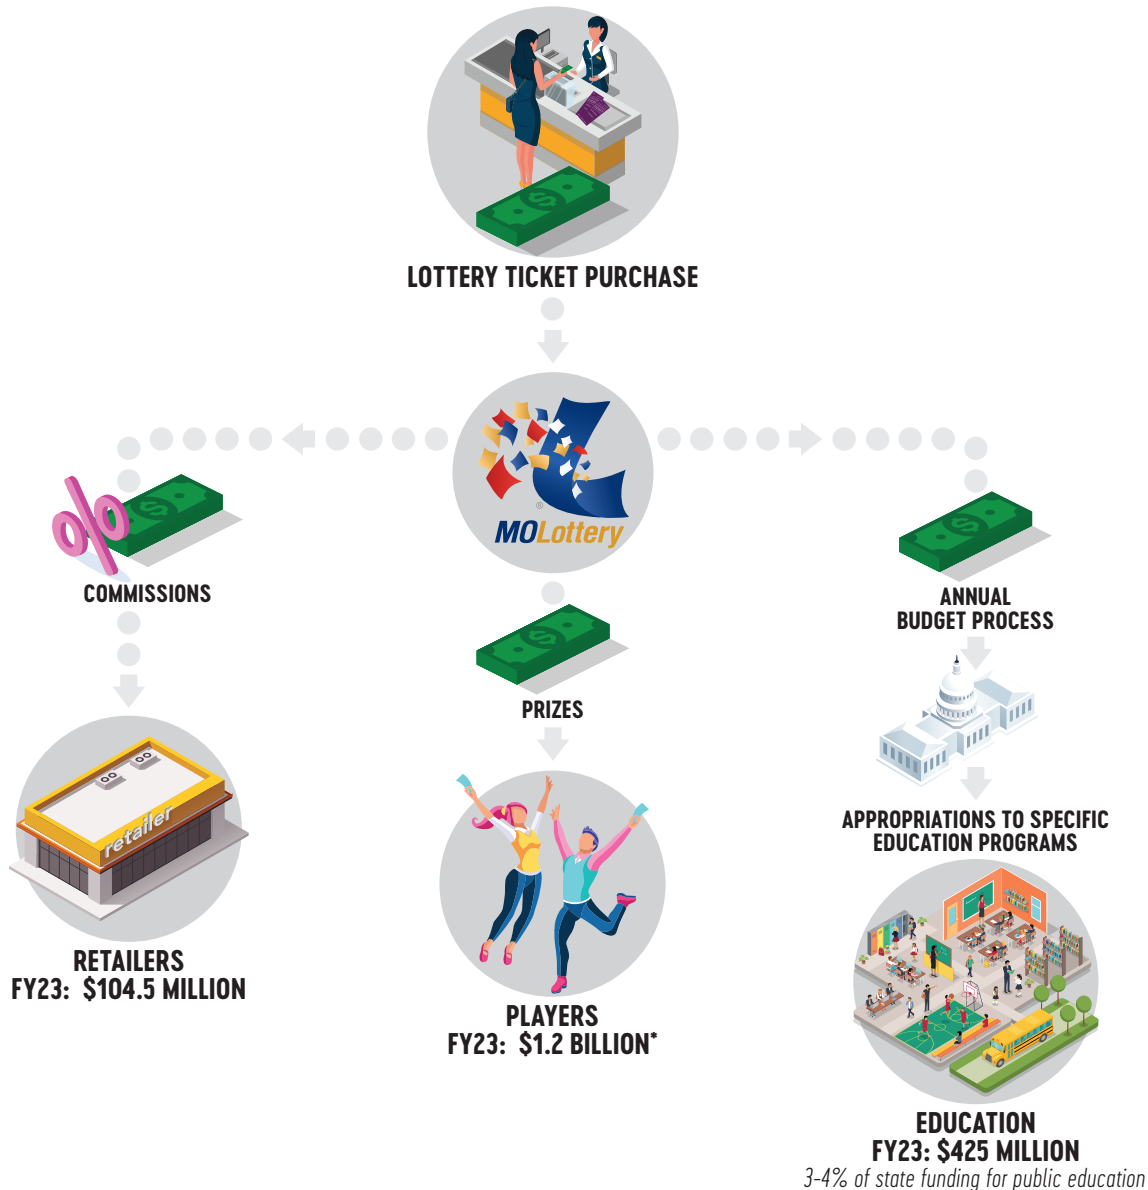 LOTTERY TICKET PURCHASE
®
MOLottery
COMMISSIONS
PRIZES
ANNUAL
BUDGET PROCESS
retailer
RETAILERS
FY23: $104.5 MILLION
PLAYERS
FY23: $1.2 BILLION*
APPROPRIATIONS TO SPECIFIC
EDUCATION PROGRAMS
EDUCATION
FY23: $425 MILLION
3-4% of state funding for public education